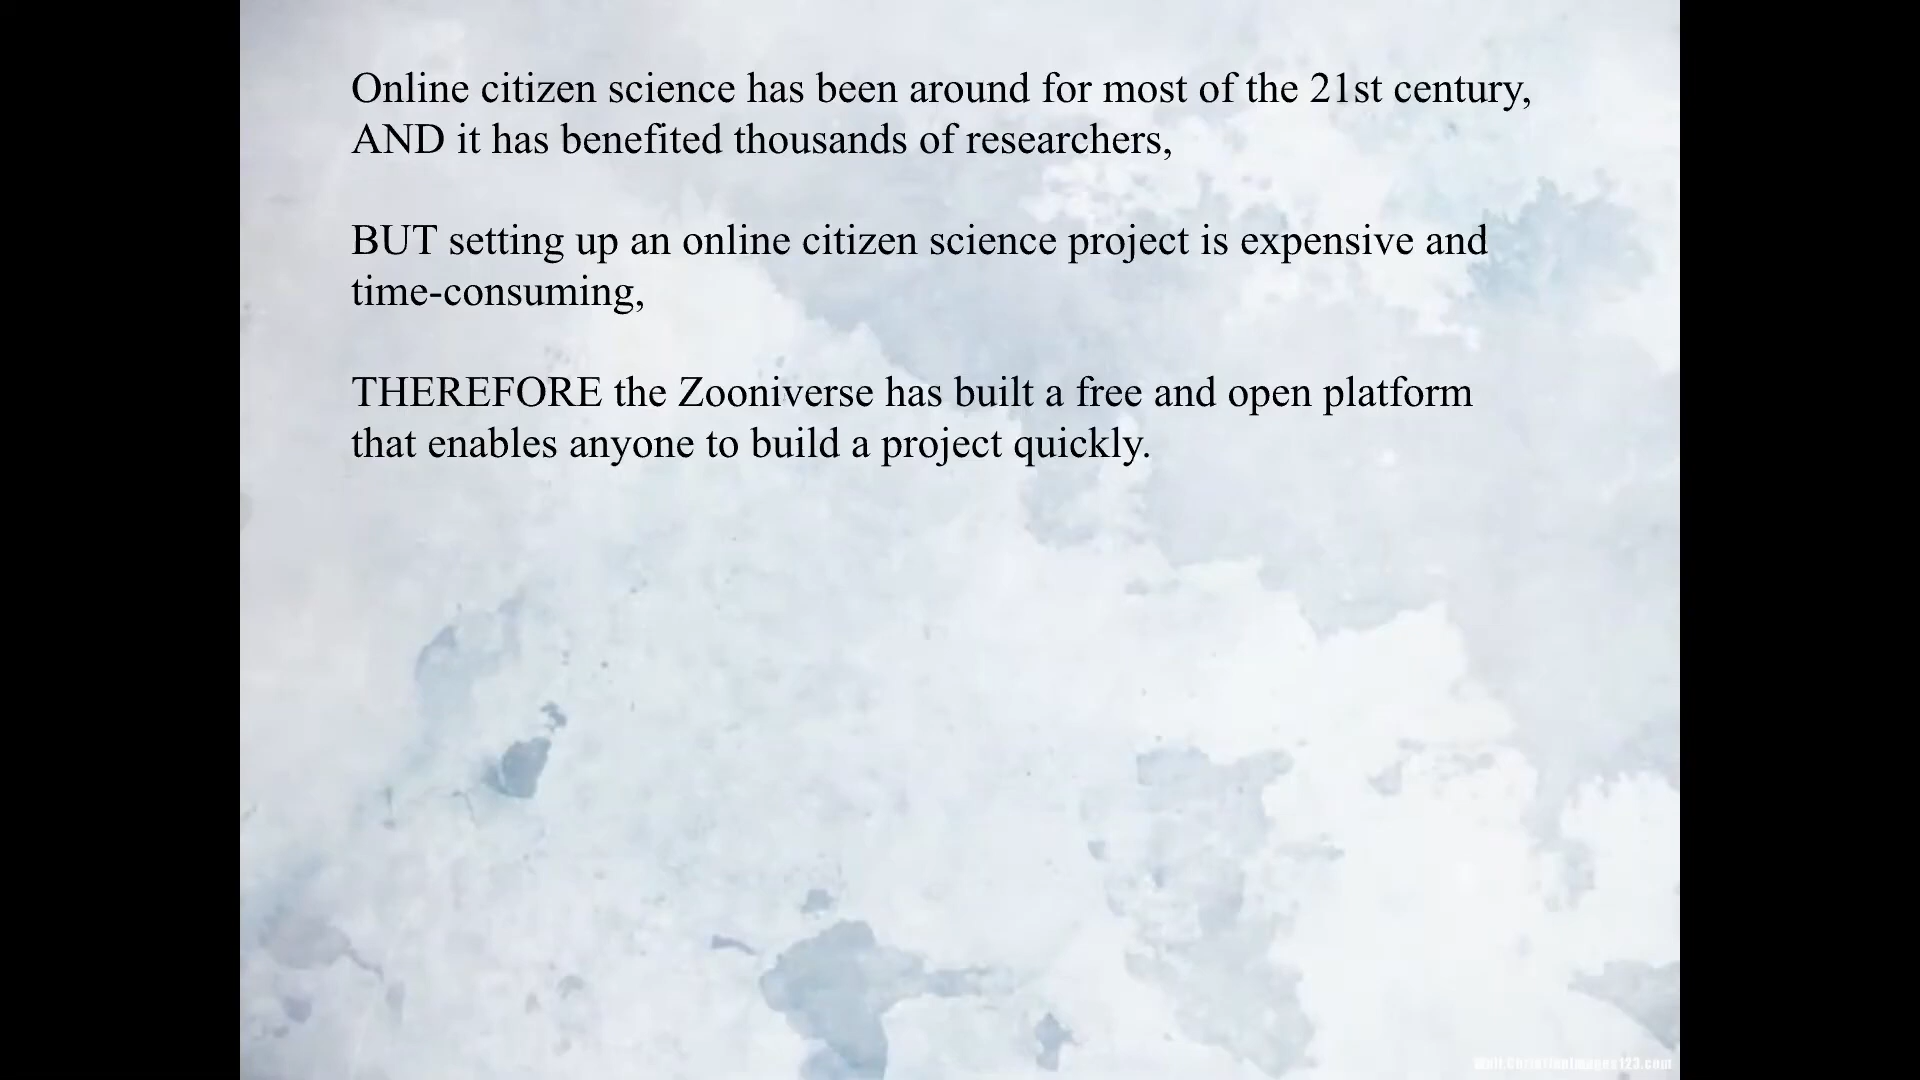 Online citizen science has been around for most of the 21st century,
AND it has benefited thousands of researchers,
BUT setting up an online citizen science project is expensive and
time-consuming,
THEREFORE the Zooniverse has built a free and open platform
that enables anyone to build a project quickly.